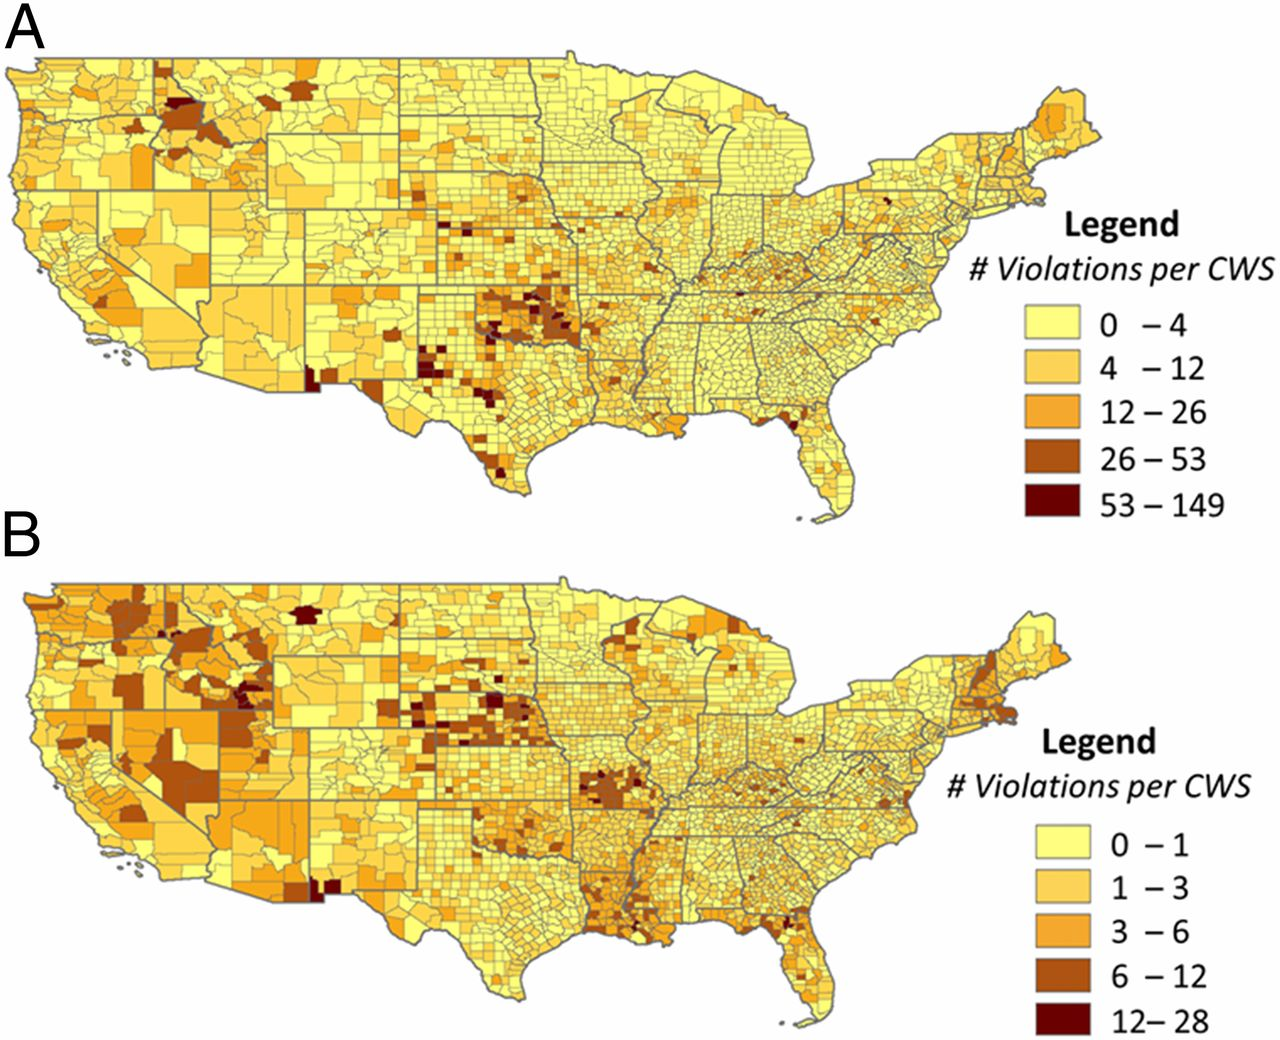 A
Legend
# Violations per CWS
0 – 4
4 – 12
12 – 26
26 – 53
53 – 149
B
Legend
# Violations per CWS
0 – 1
1 – 3
3 – 6
6 – 12
12– 28